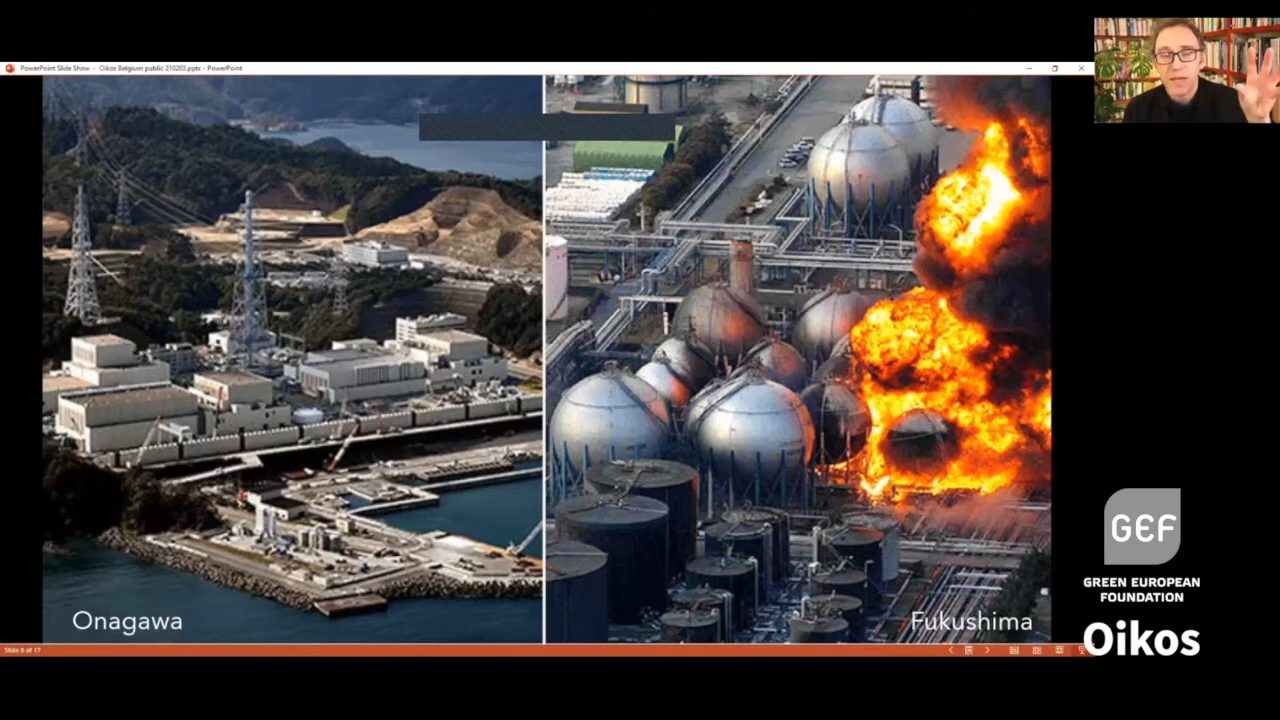 PowerPoint Slide Show - Oikos Belgium public 210203.pptx - PowerPoint
Onagawa
Fukushima
Slide 8 of 17
GEF
GREEN EUROPEAN
FOUNDATION
Oikos